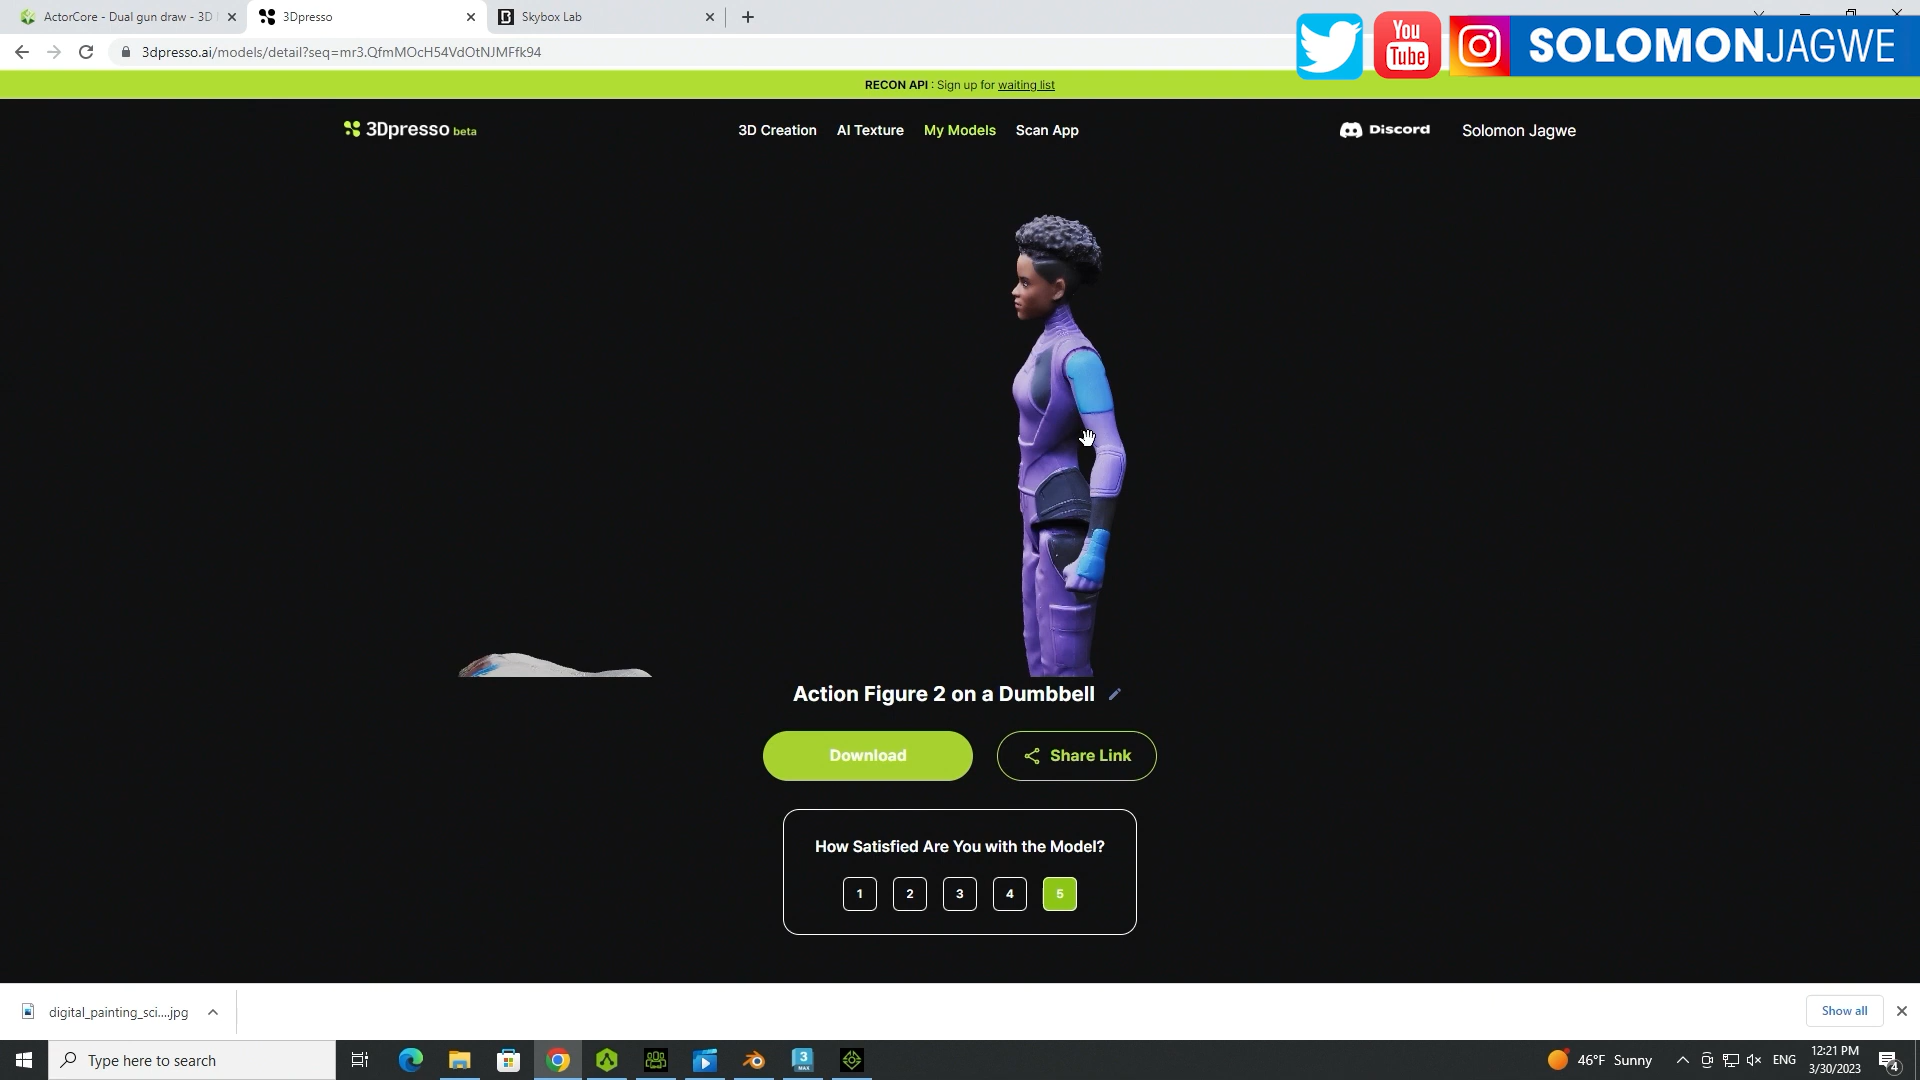 ActorCore - Dual gun draw - 3D
3Dpresso
Skybox Lab
3dpresso.ai/models/detail?seq=mr3.QfmMOcH54VdOtNJMFfk94
You
Tube
SOLOMONJAGWE
RECON API : Sign up for waiting list
3Dpresso beta
3D Creation
AI Texture
My Models
Scan App
Discord
Solomon Jagwe
Action Figure 2 on a Dumbbell
Download
Share Link
How Satisfied Are You with the Model?
1
2
3
4
5
digital_painting_sci....jpg
Show all
Type here to search
3
MAX
46°F Sunny
ENG
12:21 PM
3/30/2023
4